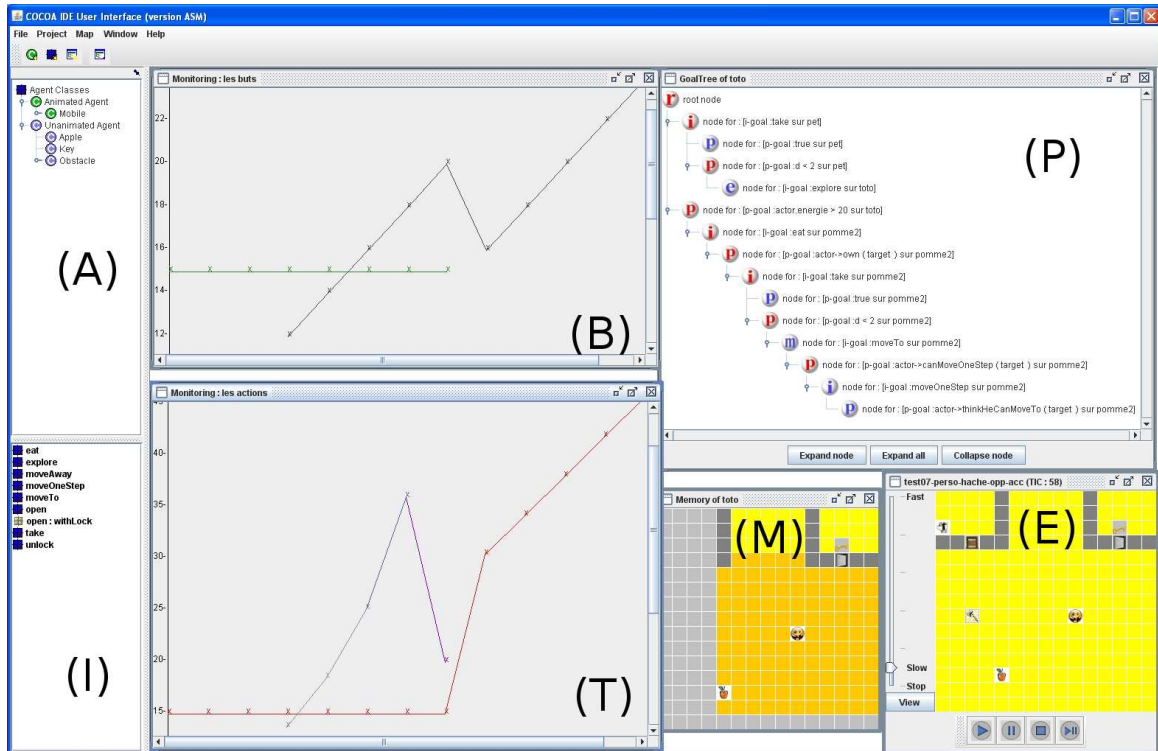 COCOA IDE User Interface (version ASM)
File Project Map Window Help
Agent Classes
C Animated Agent
C Mobile
C Unanimated Agent
C Apple
C Key
C Obstacle
(A)
eat
explore
moveAway
moveOneStep
moveTo
open
open : withLock
take
unlock
(I)
Monitoring : les buts
22-
20-
18-
16-
14-
12-
(B)
Monitoring : les actions
45-
40-
35-
30-
25-
20-
15-
(T)
GoalTree of toto
r root node
i node for : [i-goal :take sur pet]
p node for : [p-goal :true sur pet]
p node for : [p-goal :d < 2 sur pet]
e node for : [i-goal :explore sur toto]
p node for : [p-goal :actor.energie > 20 sur toto]
i node for : [i-goal :eat sur pomme2]
p node for : [p-goal :actor->own ( target ) sur pomme2]
i node for : [i-goal :take sur pomme2]
p node for : [p-goal :true sur pomme2]
p node for : [p-goal :d < 2 sur pomme2]
m node for : [i-goal :moveTo sur pomme2]
p node for : [p-goal :actor->canMoveOneStep ( target ) sur pomme2]
i node for : [i-goal :moveOneStep sur pomme2]
p node for : [p-goal :actor->thinkHeCanMoveTo ( target ) sur pomme2]
(P)
Expand node Expand all Collapse node
Memory of toto
(M)
test07-perso-hache-opp-acc (TIC : 58)
Fast
(E)
Slow
Stop
View